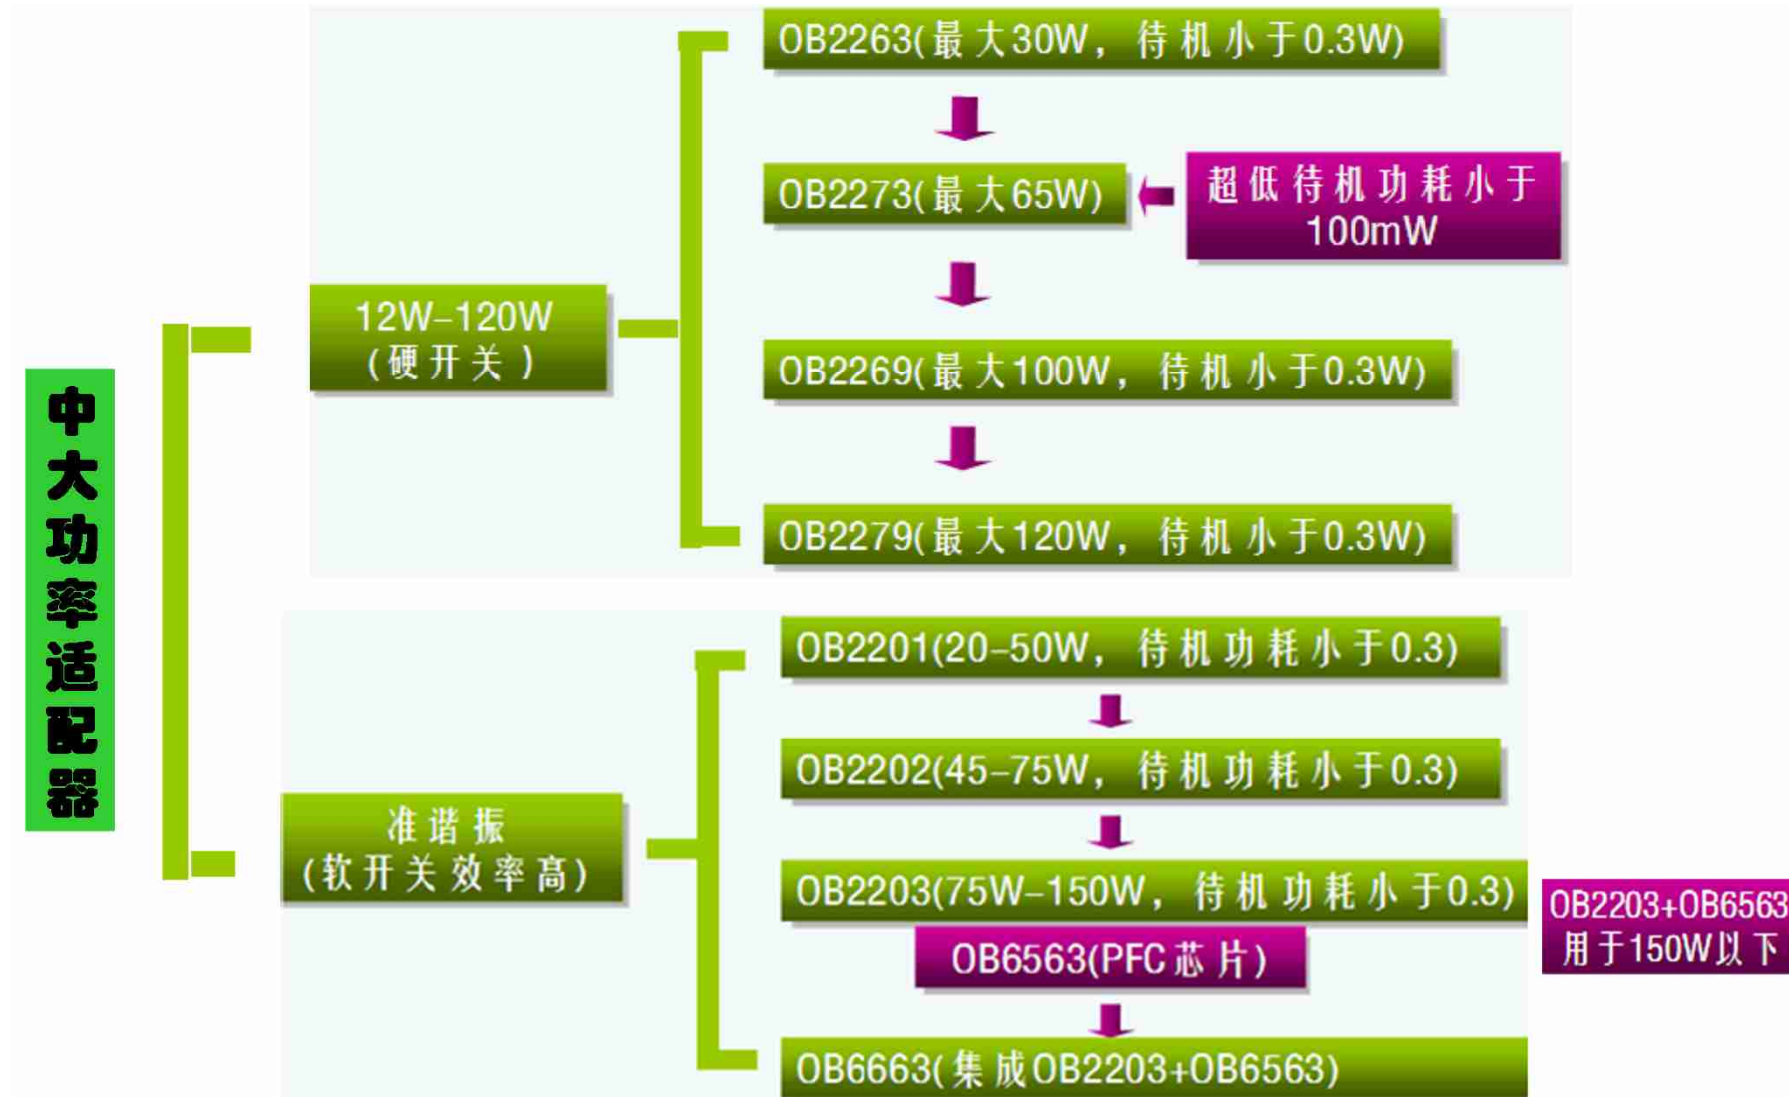 中大功率适配器
12W-120W
(硬开关)
OB2263(最大30W，待机小于0.3W)
OB2273(最大65W)
超低待机功耗小于
100mW
OB2269(最大100W，待机小于0.3W)
OB2279(最大120W，待机小于0.3W)
准谐振
(软开关效率高)
OB2201(20-50W，待机功耗小于0.3)
OB2202(45-75W，待机功耗小于0.3)
OB2203(75W-150W，待机功耗小于0.3)
OB6563(PFC芯片)
OB2203+OB6563
用于150W以下
OB6663(集成OB2203+OB6563)